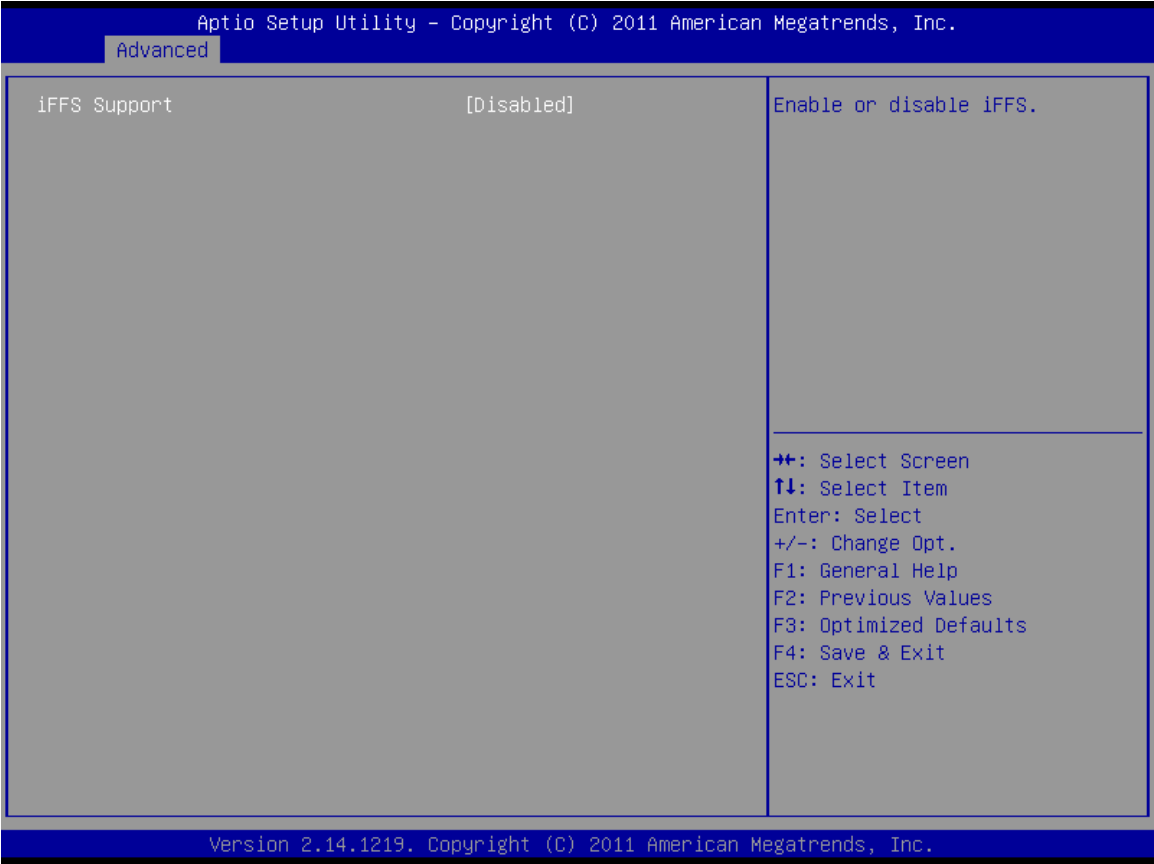 Aptio Setup Utility – Copyright (C) 2011 American Megatrends, Inc.
Advanced
iFFS Support [Disabled]
Enable or disable iFFS.
→←: Select Screen
↑↓: Select Item
Enter: Select
+/-: Change Opt.
F1: General Help
F2: Previous Values
F3: Optimized Defaults
F4: Save & Exit
ESC: Exit
Version 2.14.1219. Copyright (C) 2011 American Megatrends, Inc.